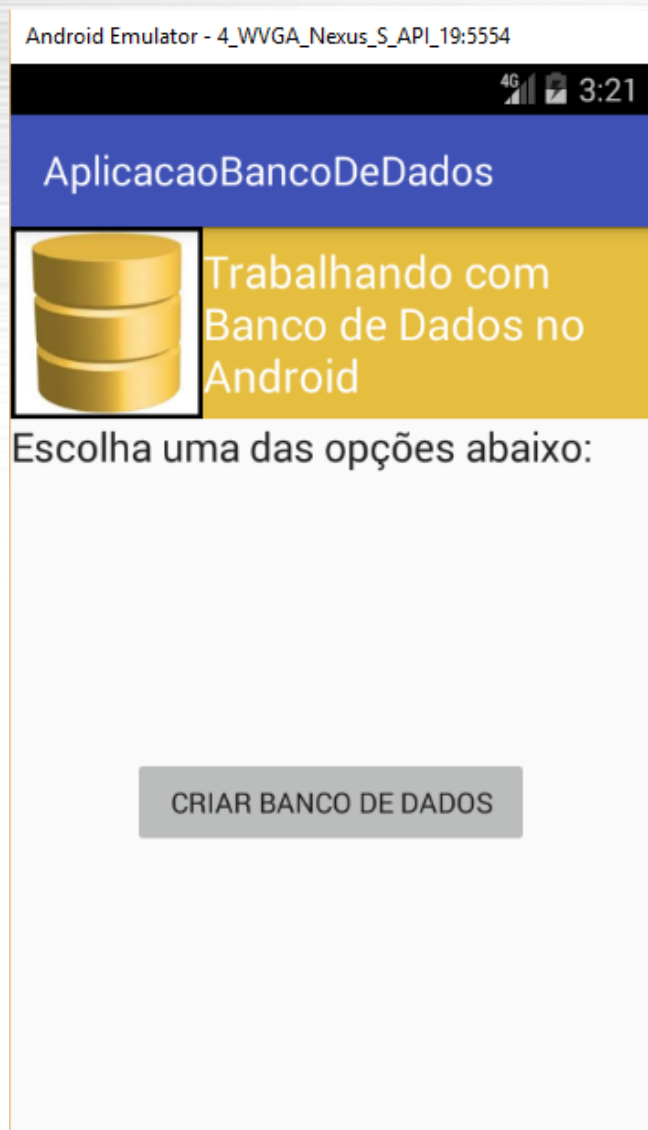 Android Emulator - 4_WVGA_Nexus_S_API_19:5554
4G 3:21
AplicacaoBancoDeDados
Trabalhando com
Banco de Dados no
Android
Escolha uma das opções abaixo:
CRIAR BANCO DE DADOS